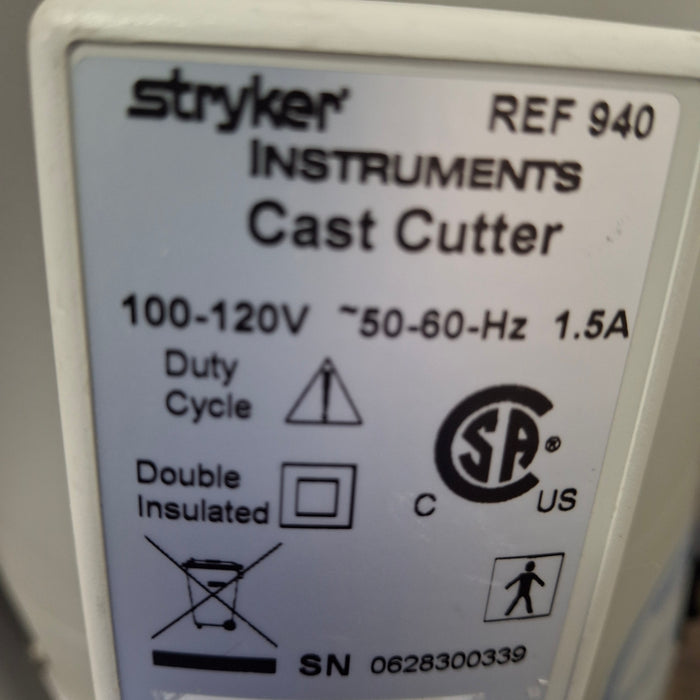 stryker REF 940
INSTRUMENTS
Cast Cutter
100-120V ~50-60-Hz 1.5A
Duty
Cycle
SA ®
C US
Double
Insulated
SN 0628300339